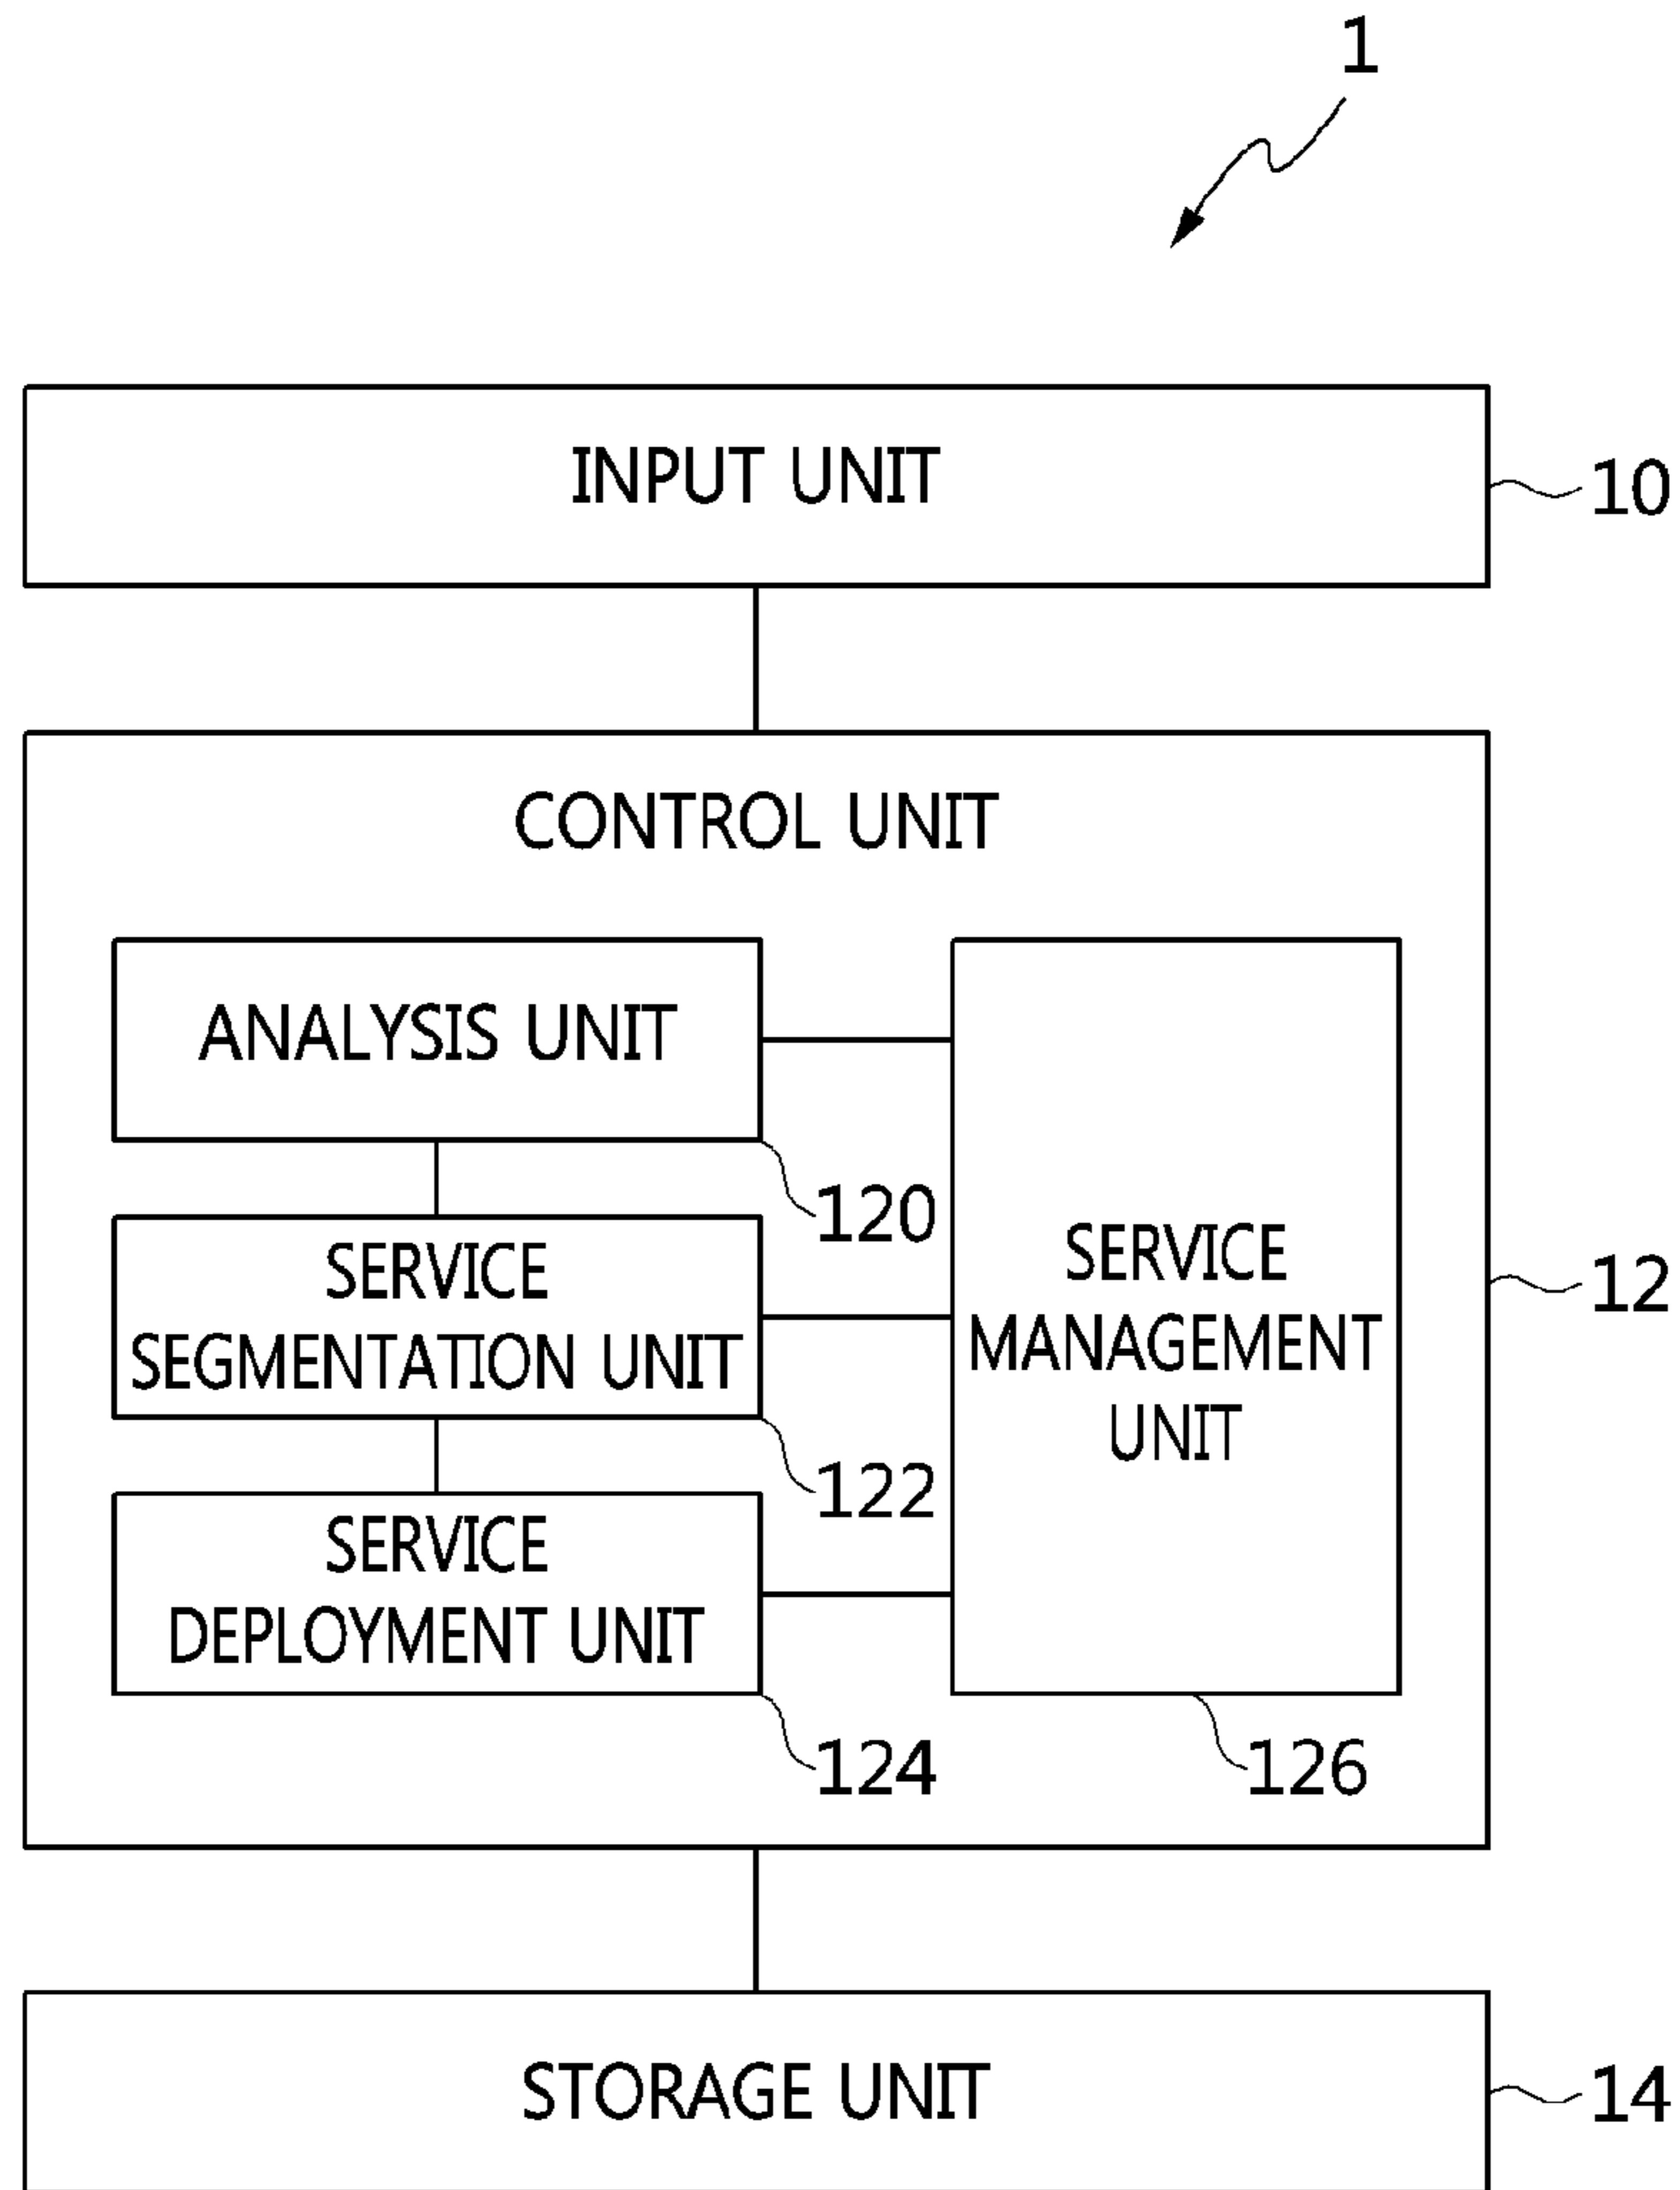 1
INPUT UNIT
10
CONTROL UNIT
ANALYSIS UNIT
120
SERVICE
SEGMENTATION UNIT
122
SERVICE
DEPLOYMENT UNIT
124
SERVICE
MANAGEMENT
UNIT
126
12
STORAGE UNIT
14